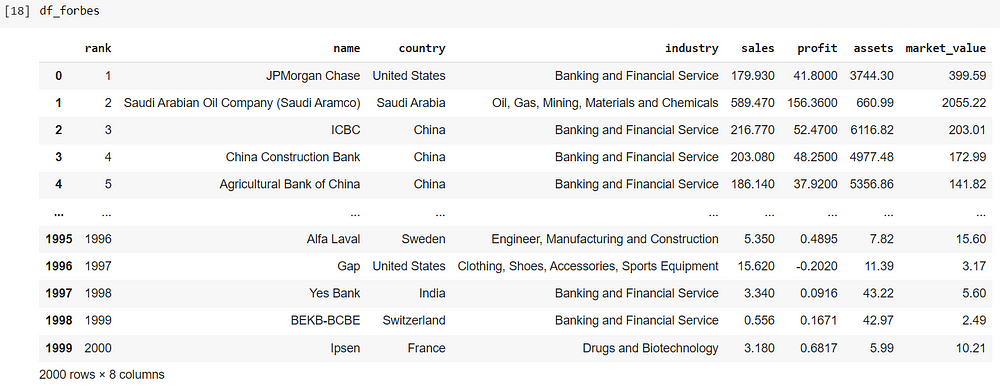 [18] df_forbes
rank name country industry sales profit assets market_value
0 1 JPMorgan Chase United States Banking and Financial Service 179.930 41.8000 3744.30 399.59
1 2 Saudi Arabian Oil Company (Saudi Aramco) Saudi Arabia Oil, Gas, Mining, Materials and Chemicals 589.470 156.3600 660.99 2055.22
2 3 ICBC China Banking and Financial Service 216.770 52.4700 6116.82 203.01
3 4 China Construction Bank China Banking and Financial Service 203.080 48.2500 4977.48 172.99
4 5 Agricultural Bank of China China Banking and Financial Service 186.140 37.9200 5356.86 141.82
... ... ... ... ... ... ... ... ...
1995 1996 Alfa Laval Sweden Engineer, Manufacturing and Construction 5.350 0.4895 7.82 15.60
1996 1997 Gap United States Clothing, Shoes, Accessories, Sports Equipment 15.620 -0.2020 11.39 3.17
1997 1998 Yes Bank India Banking and Financial Service 3.340 0.0916 43.22 5.60
1998 1999 BEKB-BCBE Switzerland Banking and Financial Service 0.556 0.1671 42.97 2.49
1999 2000 Ipsen France Drugs and Biotechnology 3.180 0.6817 5.99 10.21
2000 rows × 8 columns